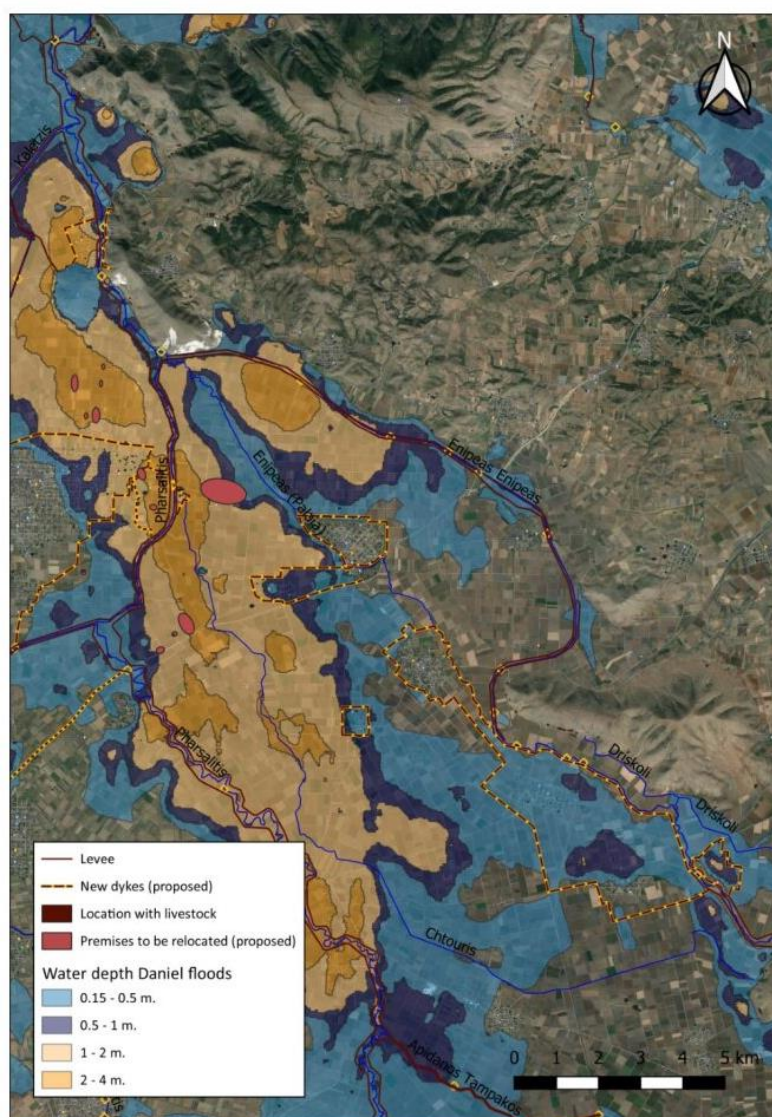 N
Kaletzis
Enipeas Enipeas
Enipeas (Palaia)
Pharsalitis
Driskoli
Driskoli
Pharsalitis
Chtouris
Apidanos Tampakos
0 1 2 3 4 5 km
Levee
New dykes (proposed)
Location with livestock
Premises to be relocated (proposed)
Water depth Daniel floods
0.15 - 0.5 m.
0.5 - 1 m.
1 - 2 m.
2 - 4 m.